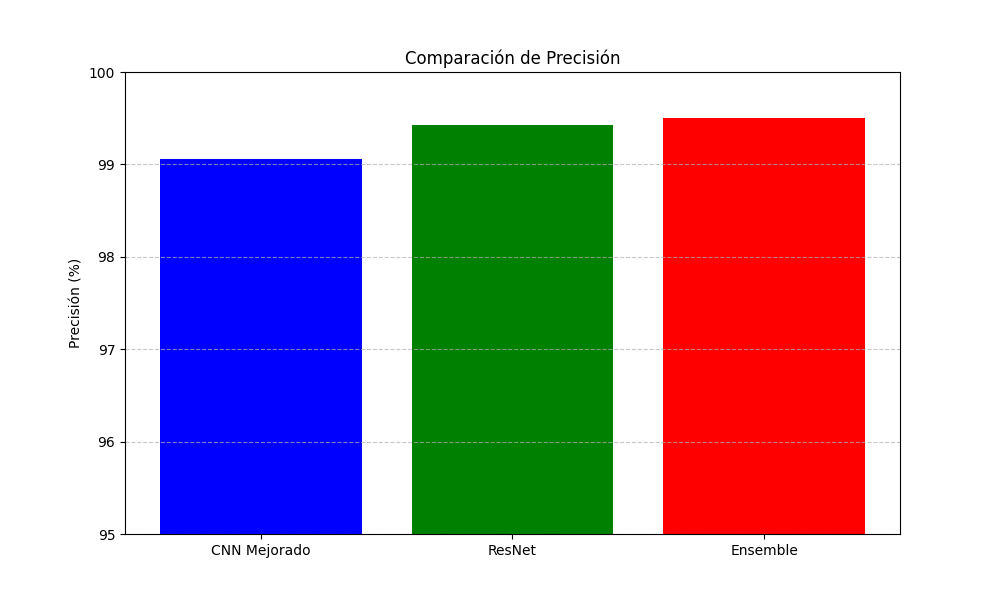 Comparación de Precisión
Precisión (%)
100
99
98
97
96
95
CNN Mejorado
ResNet
Ensemble